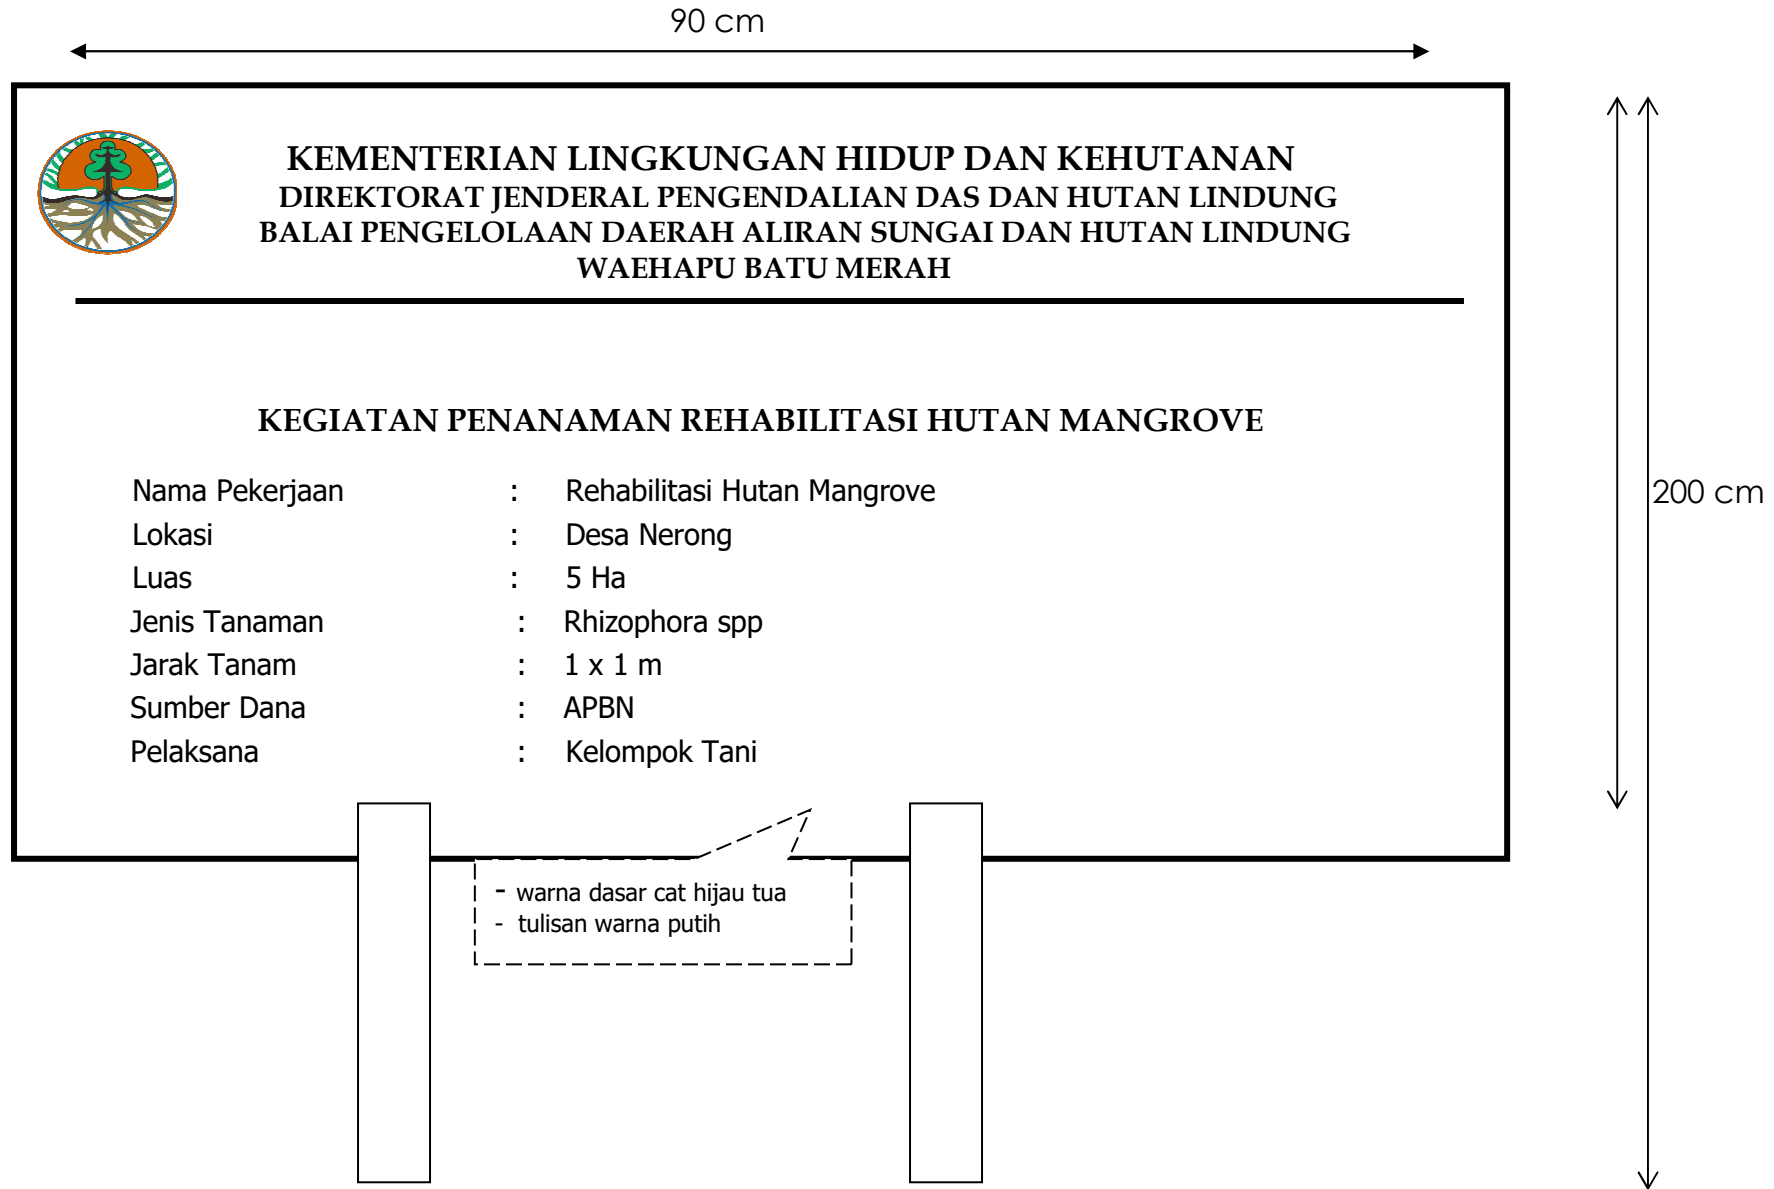 90 cm
KEMENTERIAN LINGKUNGAN HIDUP DAN KEHUTANAN
DIREKTORAT JENDERAL PENGENDALIAN DAS DAN HUTAN LINDUNG
BALAI PENGELOLAAN DAERAH ALIRAN SUNGAI DAN HUTAN LINDUNG
WAEHAPU BATU MERAH
KEGIATAN PENANAMAN REHABILITASI HUTAN MANGROVE
Nama Pekerjaan : Rehabilitasi Hutan Mangrove
Lokasi : Desa Nerong
Luas : 5 Ha
Jenis Tanaman : Rhizophora spp
Jarak Tanam : 1 x 1 m
Sumber Dana : APBN
Pelaksana : Kelompok Tani
200 cm
- warna dasar cat hijau tua
- tulisan warna putih